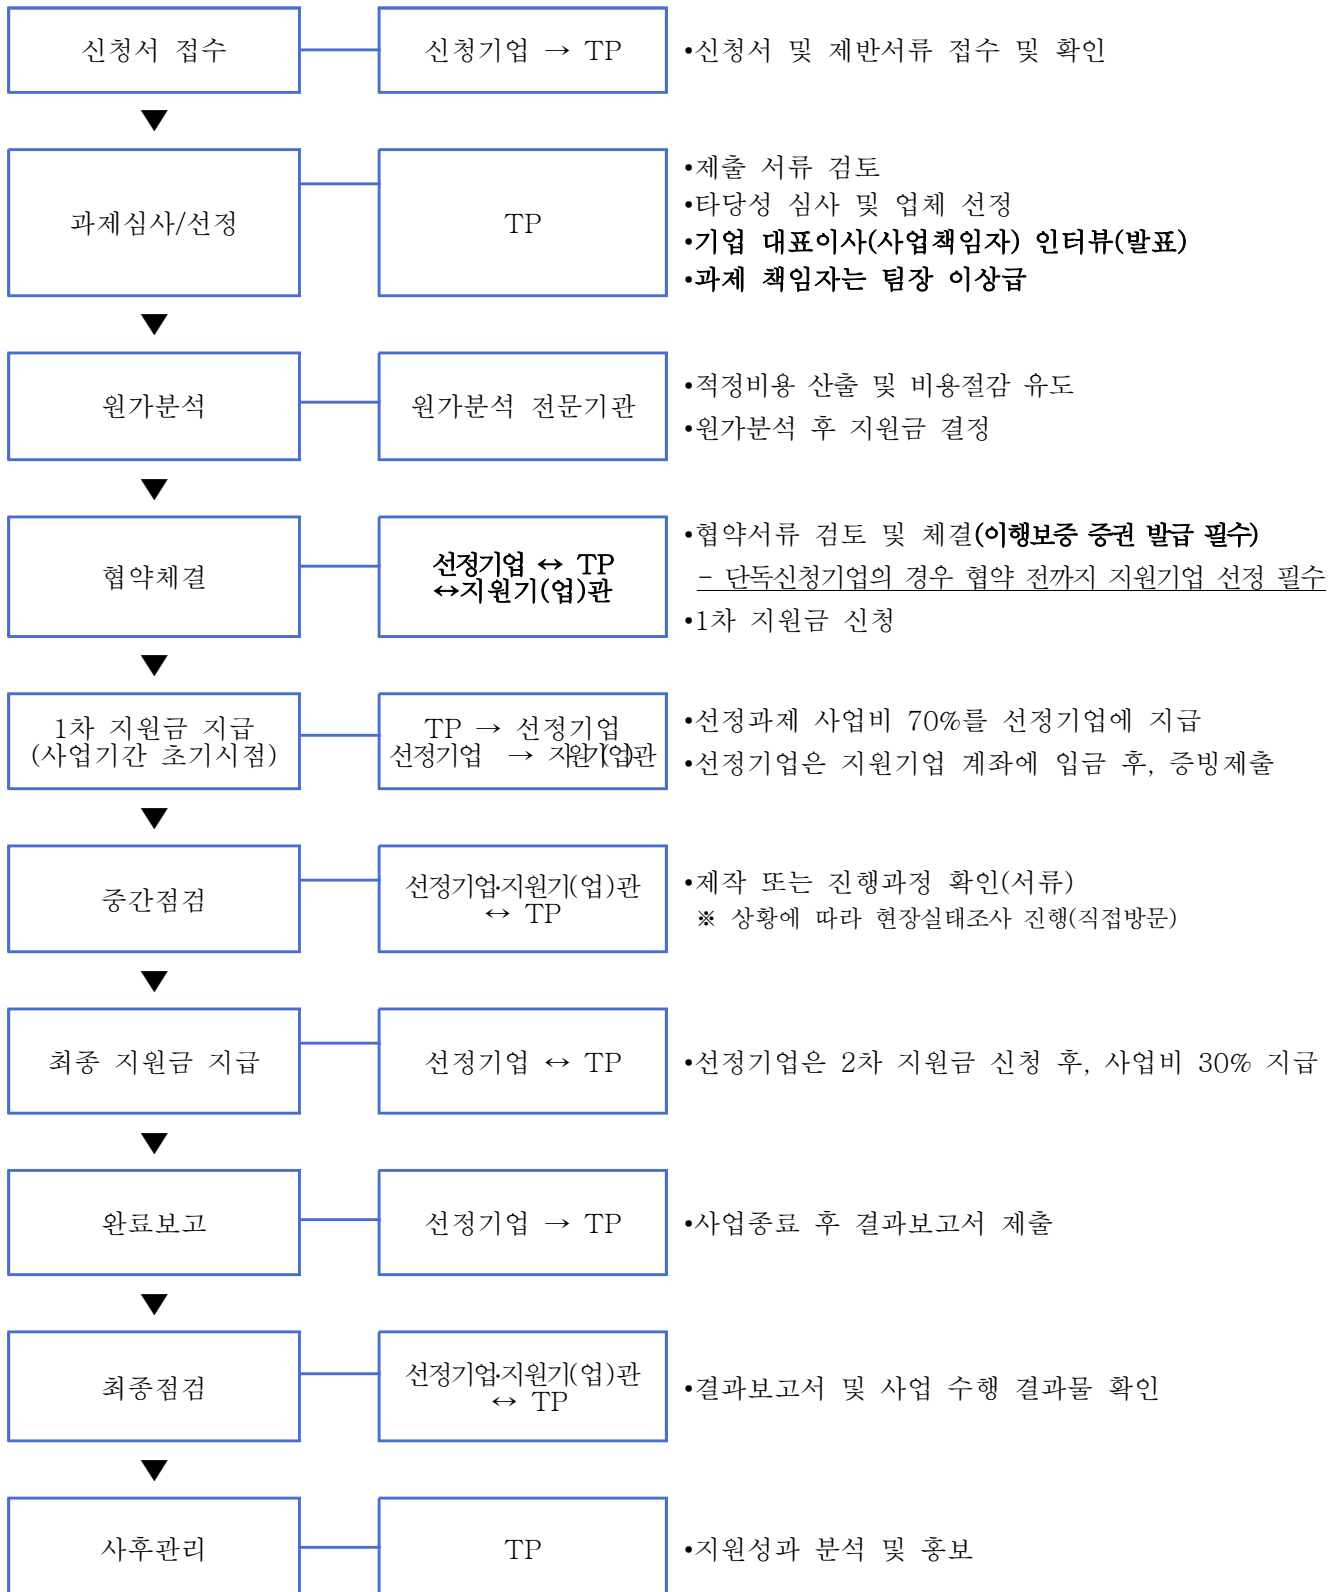 신청서 접수
신청기업 → TP
•신청서 및 제반서류 접수 및 확인
▼
과제심사/선정
TP
•제출 서류 검토
•타당성 심사 및 업체 선정
•기업 대표이사(사업책임자) 인터뷰(발표)
•과제 책임자는 팀장 이상급
▼
원가분석
원가분석 전문기관
•적정비용 산출 및 비용절감 유도
•원가분석 후 지원금 결정
▼
협약체결
선정기업 ↔ TP
↔지원기(업)관
•협약서류 검토 및 체결(이행보증 증권 발급 필수)
- 단독신청기업의 경우 협약 전까지 지원기업 선정 필수
•1차 지원금 신청
▼
1차 지원금 지급
(사업기간 초기시점)
TP → 선정기업
선정기업 → 지원기(업)관
•선정과제 사업비 70%를 선정기업에 지급
•선정기업은 지원기업 계좌에 입금 후, 증빙제출
▼
중간점검
선정기업·지원기(업)관
↔ TP
•제작 또는 진행과정 확인(서류)
※ 상황에 따라 현장실태조사 진행(직접방문)
▼
최종 지원금 지급
선정기업 ↔ TP
•선정기업은 2차 지원금 신청 후, 사업비 30% 지급
▼
완료보고
선정기업 → TP
•사업종료 후 결과보고서 제출
▼
최종점검
선정기업·지원기(업)관
↔ TP
•결과보고서 및 사업 수행 결과물 확인
▼
사후관리
TP
•지원성과 분석 및 홍보